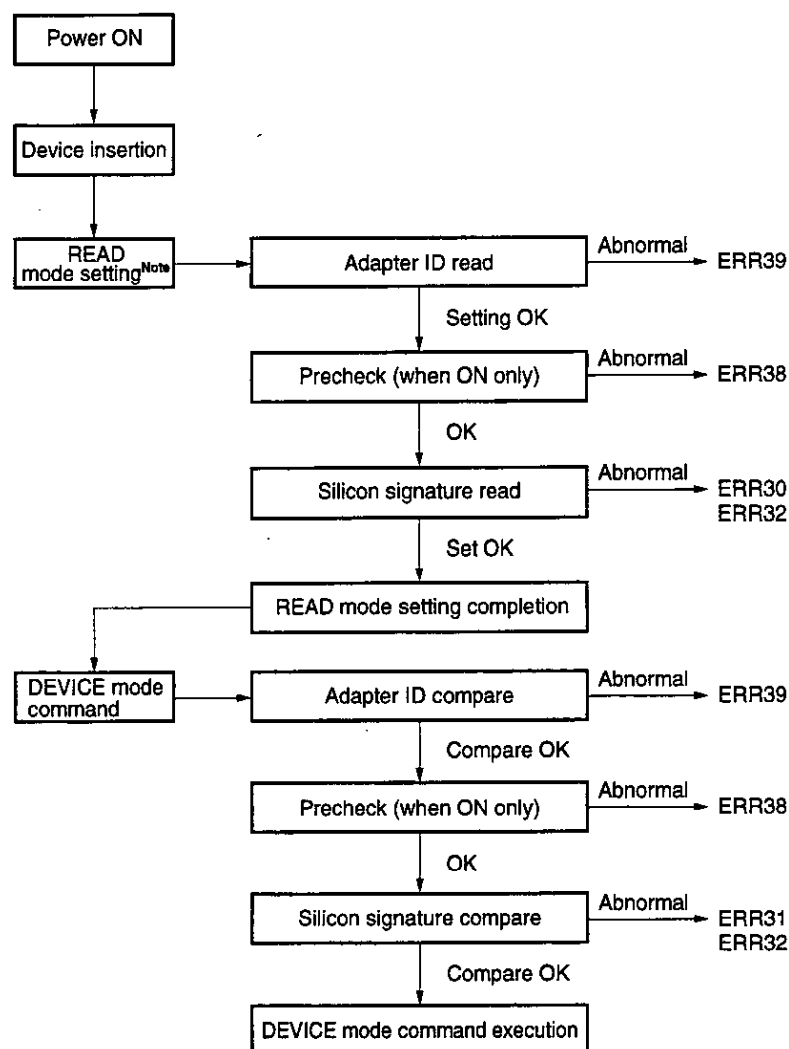 Power ON
Device insertion
READ
mode settingNote
Adapter ID read
Abnormal
ERR39
Setting OK
Precheck (when ON only)
Abnormal
ERR38
OK
Silicon signature read
Abnormal
ERR30
ERR32
Set OK
READ mode setting completion
DEVICE mode
command
Adapter ID compare
Abnormal
ERR39
Compare OK
Precheck (when ON only)
Abnormal
ERR38
OK
Silicon signature compare
Abnormal
ERR31
ERR32
Compare OK
DEVICE mode command execution